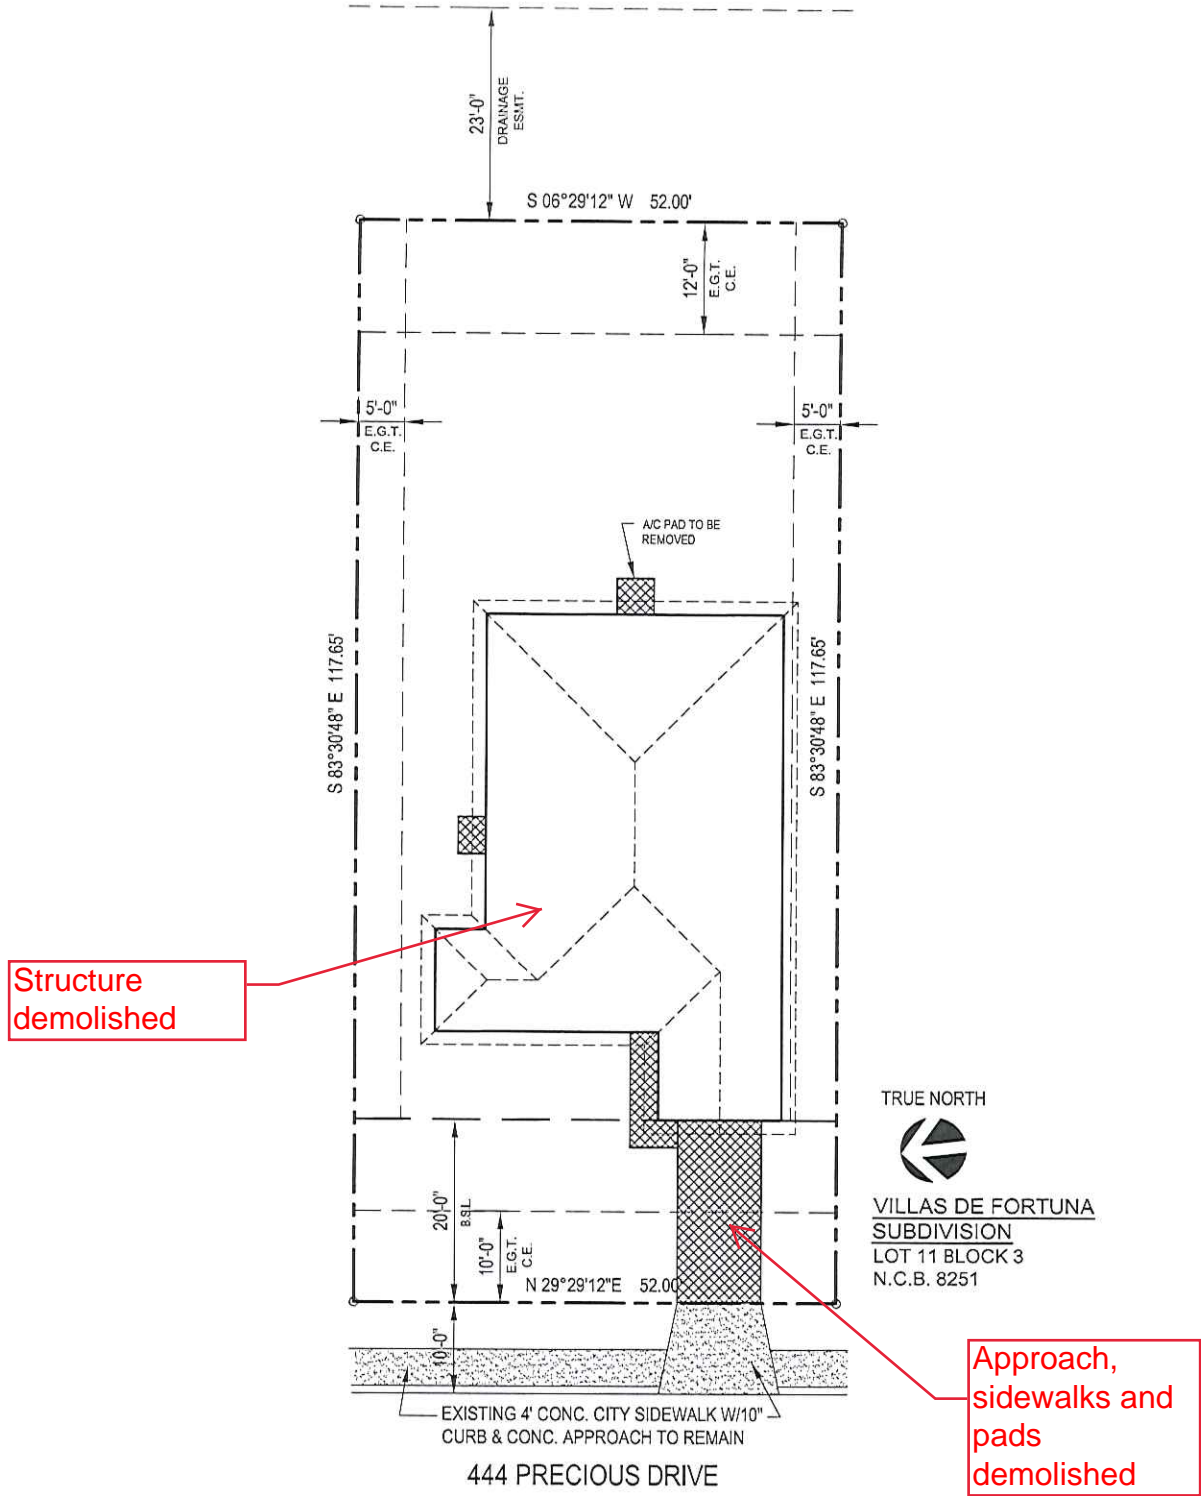 23'-0"
DRAINAGE
ESMT.
S 06°29'12" W 52.00'
12'-0"
E.G.T.
C.E.
5'-0"
E.G.T.
C.E.
5'-0"
E.G.T.
C.E.
A/C PAD TO BE
REMOVED
S 83°30'48" E 117.65'
S 83°30'48" E 117.65'
Structure
demolished
20'-0"
B.S.L.
10'-0"
E.G.T.
C.E.
N 29°29'12"E 52.00
10'-0"
TRUE NORTH
VILLAS DE FORTUNA
SUBDIVISION
LOT 11 BLOCK 3
N.C.B. 8251
Approach,
sidewalks and
pads
demolished
EXISTING 4' CONC. CITY SIDEWALK W/10"
CURB & CONC. APPROACH TO REMAIN
444 PRECIOUS DRIVE